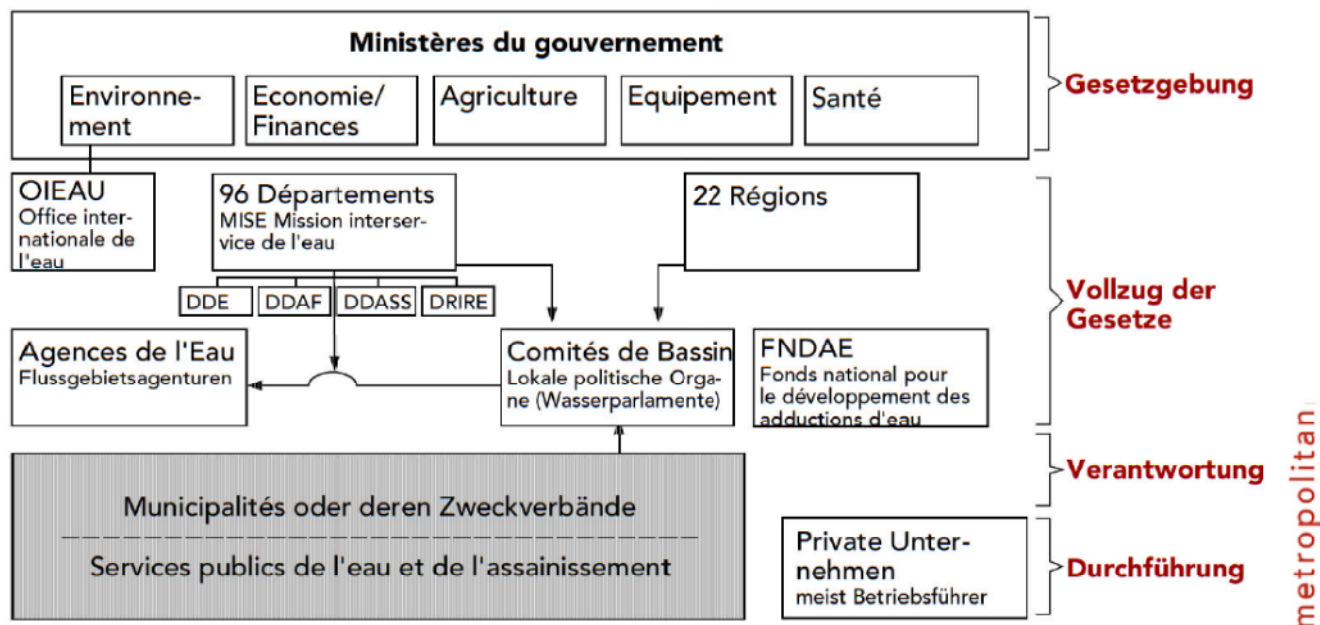 Ministères du gouvernement
Environne-
ment
Economie/
Finances
Agriculture
Equipement
Santé
Gesetzgebung
OIEAU
Office inter-
nationale de
l'eau
96 Départements
MISE Mission interser-
vice de l'eau
22 Régions
DDE
DDAF
DDASS
DRIRE
Vollzug der
Gesetze
Agences de l'Eau
Flussgebietsagenturen
Comités de Bassin
Lokale politische Orga-
ne (Wasserparlamente)
FNDAE
Fonds national pour
le développement des
adductions d'eau
Municipalités oder deren Zweckverbände
Verantwortung
Services publics de l'eau et de l'assainissement
Private Unter-
nehmen
meist Betriebsführer
Durchführung
metropolitan